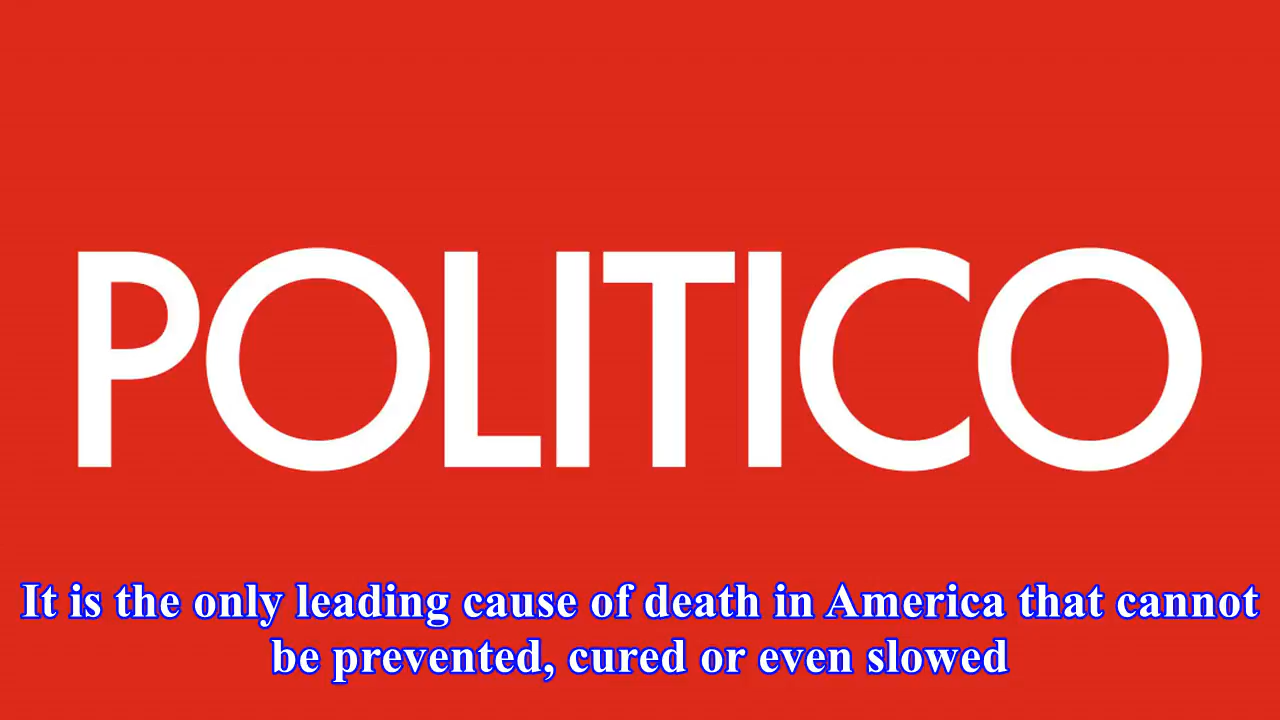 POLITICO
It is the only leading cause of death in America that cannot
be prevented, cured or even slowed